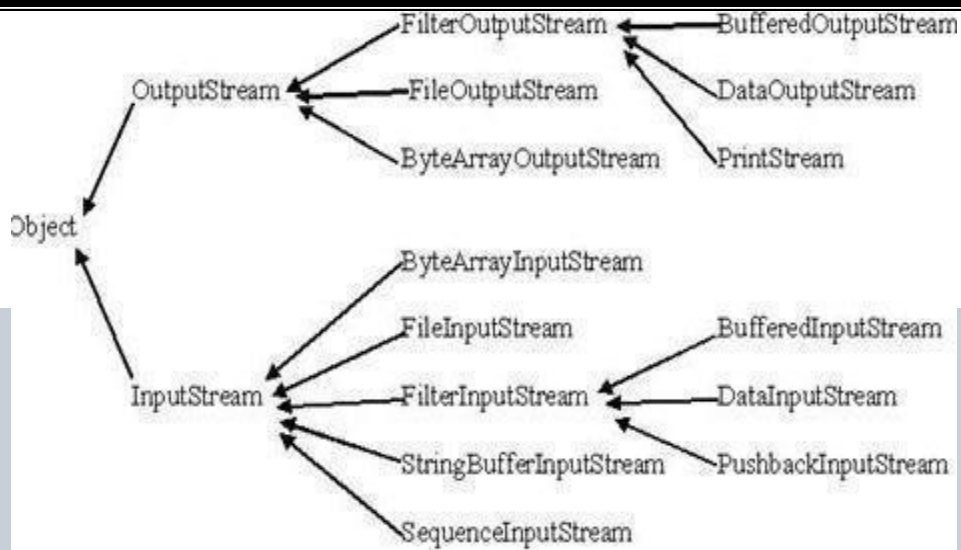 FilterOutputStream BufferedOutputStream
OutputStream FileOutputStream DataOutputStream
ByteArrayOutputStream PrintStream
Object
ByteArrayInputStream
FileInputStream BufferedInputStream
InputStream FilterInputStream DataInputStream
StringBufferInputStream PushbackInputStream
SequenceInputStream